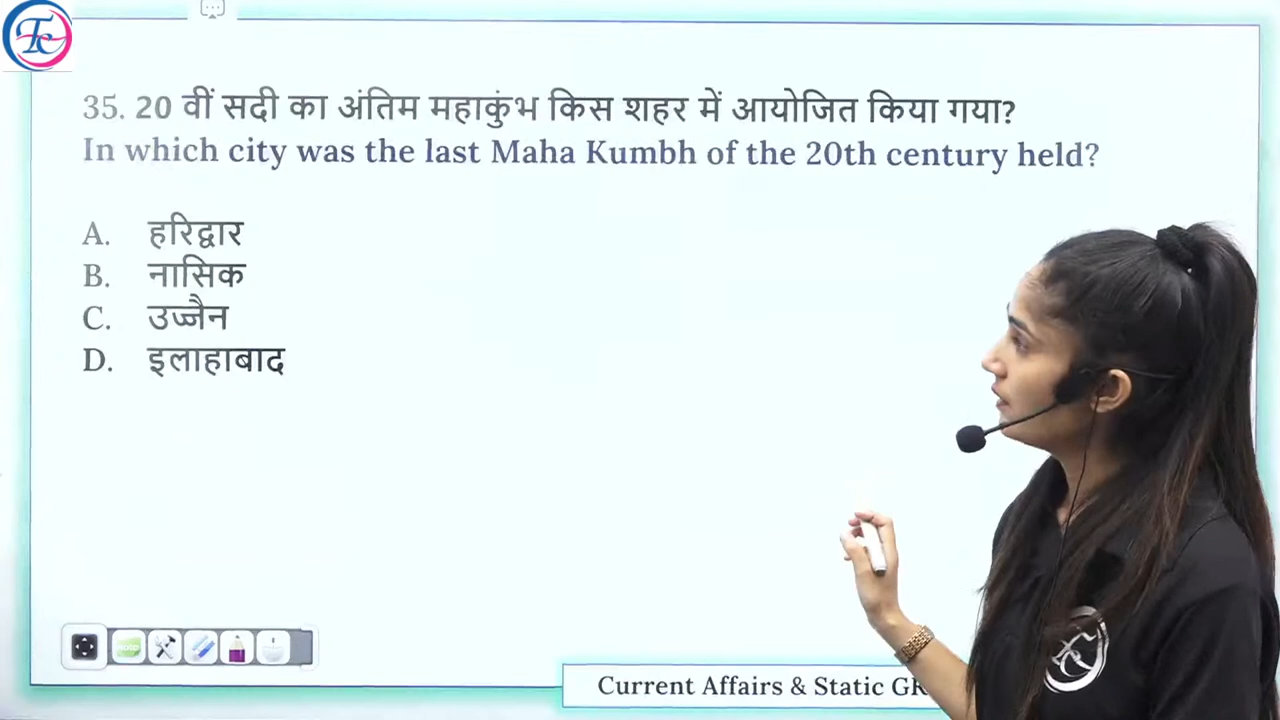 35. 20 वीं सदी का अंतिम महाकुंभ किस शहर में आयोजित किया गया?
In which city was the last Maha Kumbh of the 20th century held?
A. हरिद्वार
B. नासिक
C. उज्जैन
D. इलाहाबाद
Current Affairs & Static GK